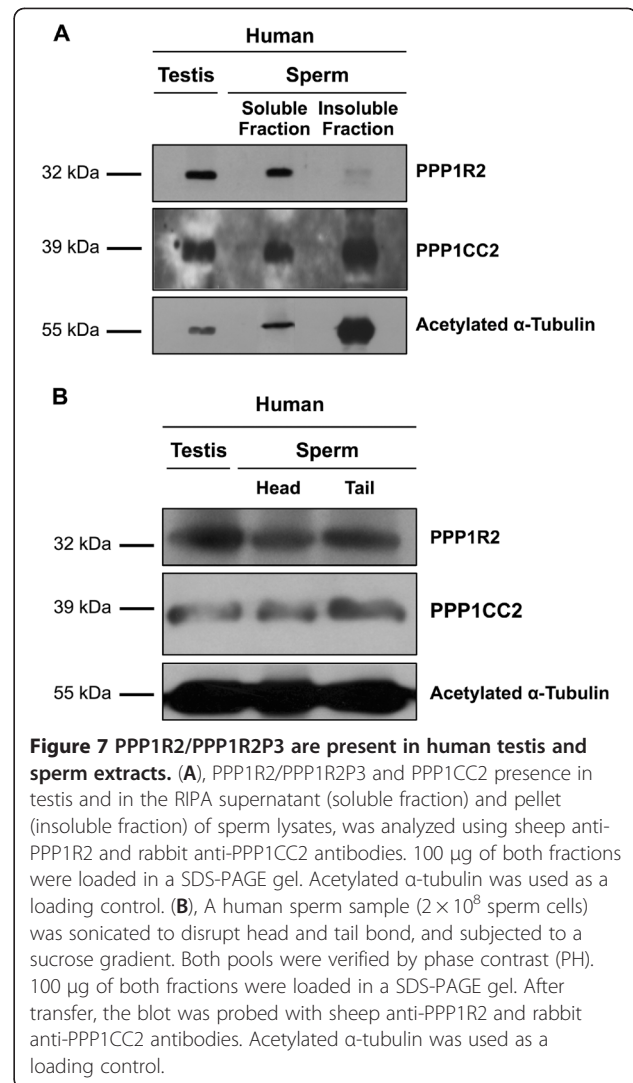 A
Human
Testis Sperm
Soluble Fraction Insoluble Fraction
32 kDa PPP1R2
39 kDa PPP1CC2
55 kDa Acetylated α-Tubulin
B
Human
Testis Sperm
Head Tail
32 kDa PPP1R2
39 kDa PPP1CC2
55 kDa Acetylated α-Tubulin
Figure 7 PPP1R2/PPP1R2P3 are present in human testis and
sperm extracts. (A), PPP1R2/PPP1R2P3 and PPP1CC2 presence in
testis and in the RIPA supernatant (soluble fraction) and pellet
(insoluble fraction) of sperm lysates, was analyzed using sheep anti-
PPP1R2 and rabbit anti-PPP1CC2 antibodies. 100 μg of both fractions
were loaded in a SDS-PAGE gel. Acetylated α-tubulin was used as a
loading control. (B), A human sperm sample (2 × 10⁸ sperm cells)
was sonicated to disrupt head and tail bond, and subjected to a
sucrose gradient. Both pools were verified by phase contrast (PH).
100 μg of both fractions were loaded in a SDS-PAGE gel. After
transfer, the blot was probed with sheep anti-PPP1R2 and rabbit
anti-PPP1CC2 antibodies. Acetylated α-tubulin was used as a
loading control.